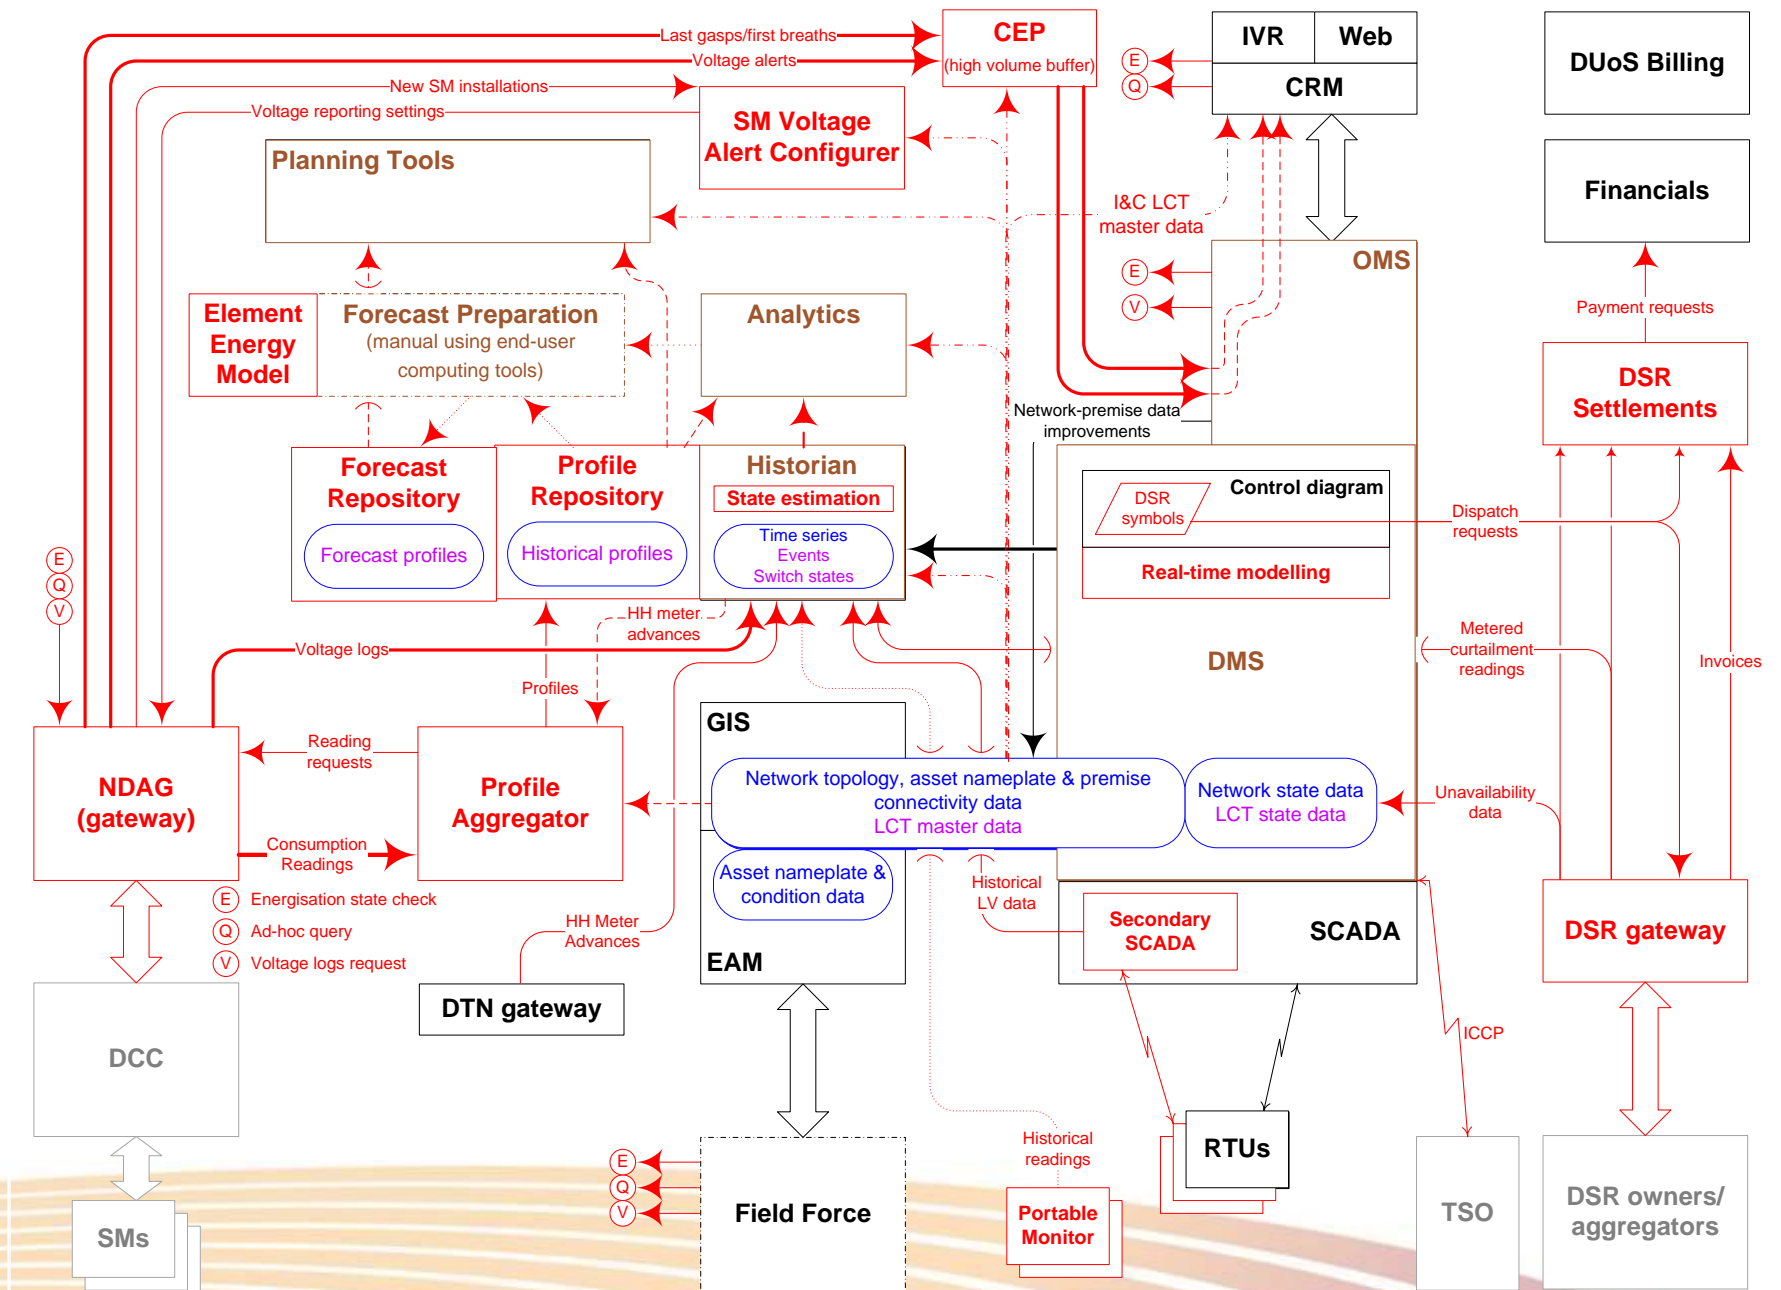 Last gasps/first breaths
Voltage alerts
New SM installations
Voltage reporting settings
CEP
(high volume buffer)
IVR
Web
CRM
E
Q
DUoS Billing
SM Voltage
Alert Configurer
Planning Tools
I&C LCT
master data
Financials
OMS
E
V
Payment requests
Element
Energy
Model
Forecast Preparation
(manual using end-user
computing tools)
Analytics
DSR
Settlements
Network-premise data
improvements
Forecast
Repository
Forecast profiles
Profile
Repository
Historical profiles
Historian
State estimation
Time series
Events
Switch states
Control diagram
DSR
symbols
Real-time modelling
Dispatch
requests
E
Q
V
HH meter
advances
Voltage logs
Profiles
DMS
Metered
curtailment
readings
Invoices
GIS
Reading
requests
NDAG
(gateway)
Profile
Aggregator
Consumption
Readings
Network topology, asset nameplate & premise
connectivity data
LCT master data
Network state data
LCT state data
Unavailability
data
Asset nameplate &
condition data
EAM
Historical
LV data
E Energisation state check
Q Ad-hoc query
V Voltage logs request
HH Meter
Advances
Secondary
SCADA
SCADA
DSR gateway
DTN gateway
ICCP
DCC
Historical
readings
RTUs
E
Q
V
Field Force
Portable
Monitor
TSO
DSR owners/
aggregators
SMs